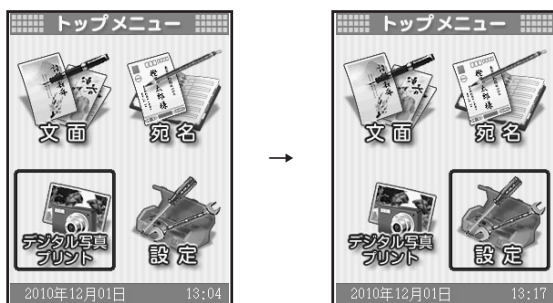 トップメニュー
文面
宛名
デジタル写真
プリント
設定
2010年12月01日 13:04
→
トップメニュー
文面
宛名
デジタル写真
プリント
設定
2010年12月01日 13:17